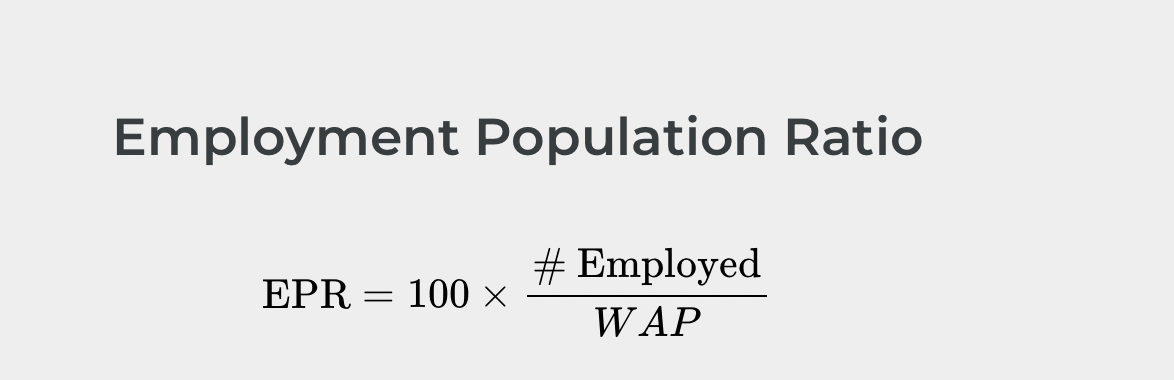 Employment Population Ratio
EPR = 100 × # Employed / WAP